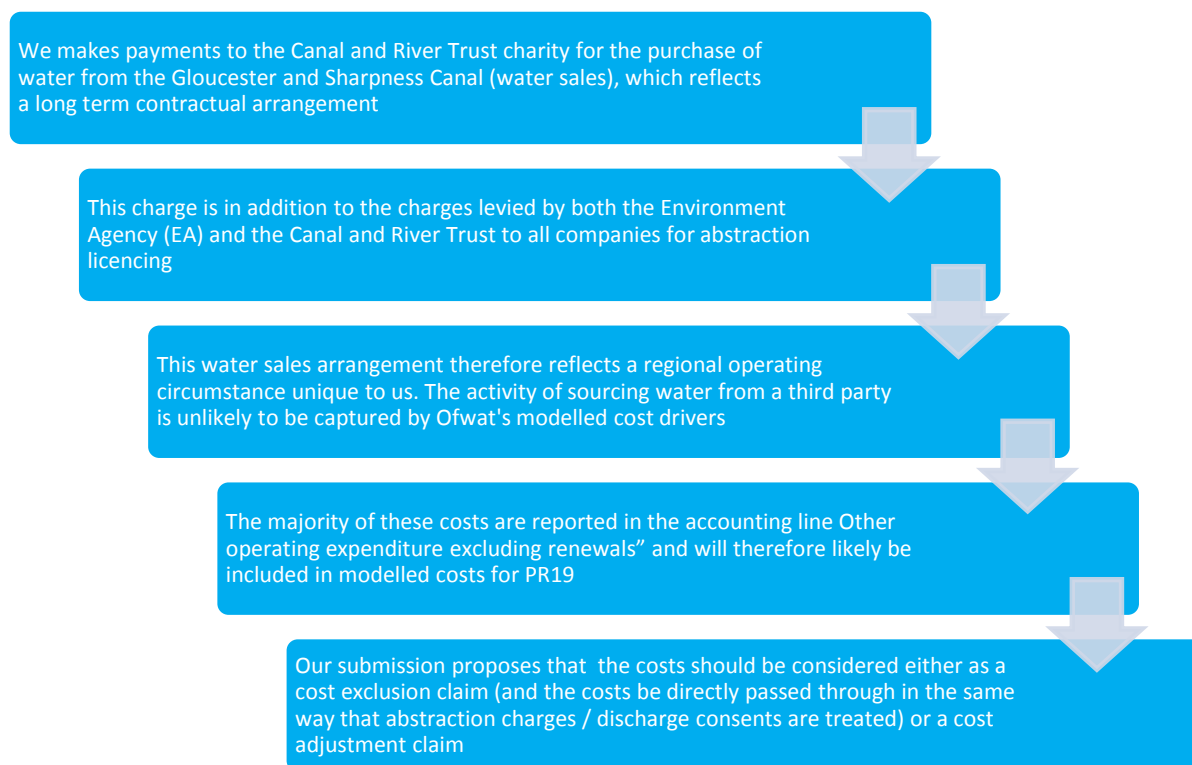 We makes payments to the Canal and River Trust charity for the purchase of
water from the Gloucester and Sharpness Canal (water sales), which reflects
a long term contractual arrangement
This charge is in addition to the charges levied by both the Environment
Agency (EA) and the Canal and River Trust to all companies for abstraction
licencing
This water sales arrangement therefore reflects a regional operating
circumstance unique to us. The activity of sourcing water from a third party
is unlikely to be captured by Ofwat's modelled cost drivers
The majority of these costs are reported in the accounting line Other
operating expenditure excluding renewals” and will therefore likely be
included in modelled costs for PR19
Our submission proposes that  the costs should be considered either as a
cost exclusion claim (and the costs be directly passed through in the same
way that abstraction charges / discharge consents are treated) or a cost
adjustment claim